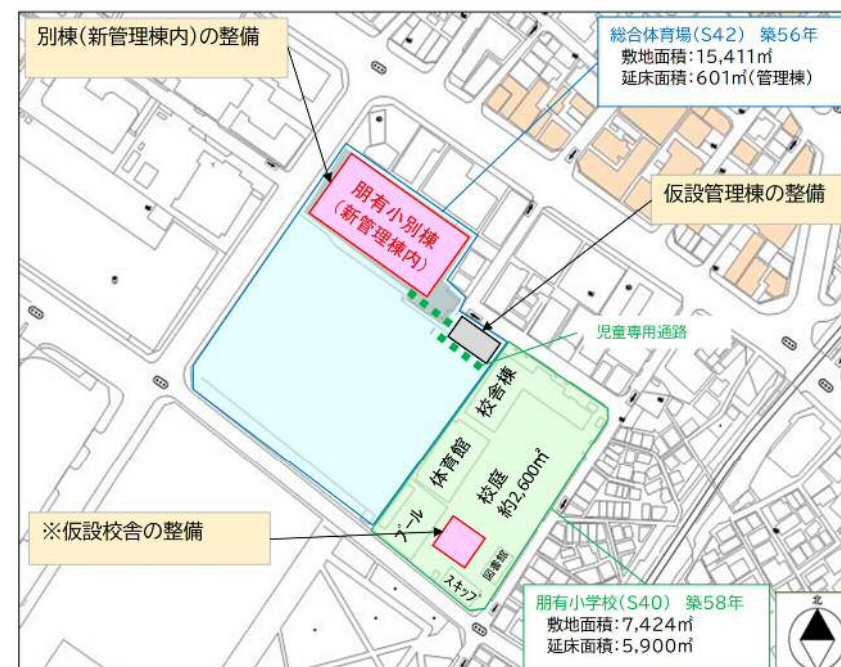 別棟(新管理棟内)の整備
総合体育場(S42) 築56年
敷地面積:15,411㎡
延床面積:601㎡(管理棟)
朋有小別棟
(新管理棟内)
仮設管理棟の整備
児童専用通路
校舎棟
体育館
校庭
約2,600㎡
プール
※仮設校舎の整備
図書館
スキップ
朋有小学校(S40) 築58年
敷地面積:7,424㎡
延床面積:5,900㎡
北